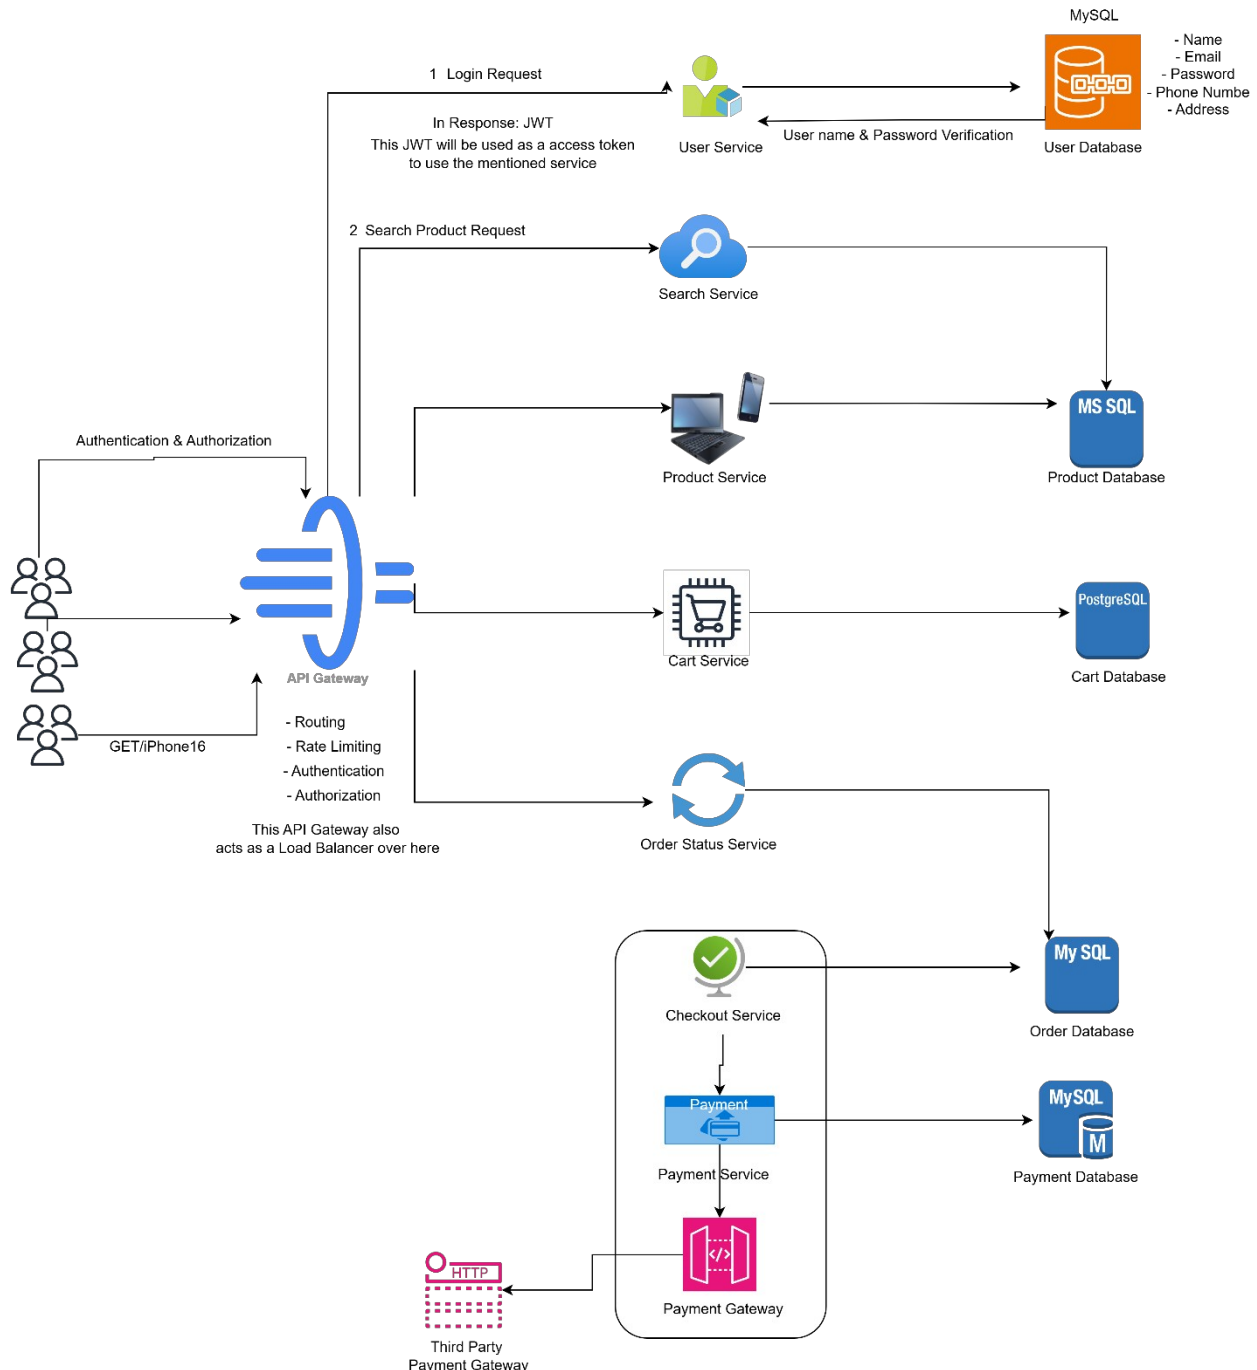 MySQL
- Name
- Email
- Password
- Phone Numbe
- Address
1 Login Request
In Response: JWT
This JWT will be used as a access token
to use the mentioned service
User Service
User name & Password Verification
User Database
2 Search Product Request
Search Service
MS SQL
Product Service
Product Database
Authentication & Authorization
PostgreSQL
Cart Service
Cart Database
API Gateway
GET/iPhone16
- Routing
- Rate Limiting
- Authentication
- Authorization
This API Gateway also
acts as a Load Balancer over here
Order Status Service
My SQL
Checkout Service
Order Database
Payment
MySQL
M
Payment Service
Payment Database
</>
HTTP
Payment Gateway
Third Party
Payment Gateway